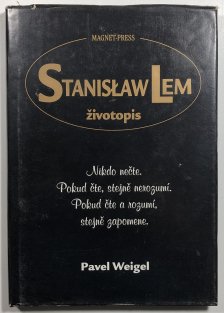 MAGNET-PRESS
STANISŁAW LEM
životopis
Nikdo nečte.
Pokud čte, stejně nerozumí.
Pokud čte a rozumí,
stejně zapomene.
Pavel Weigel